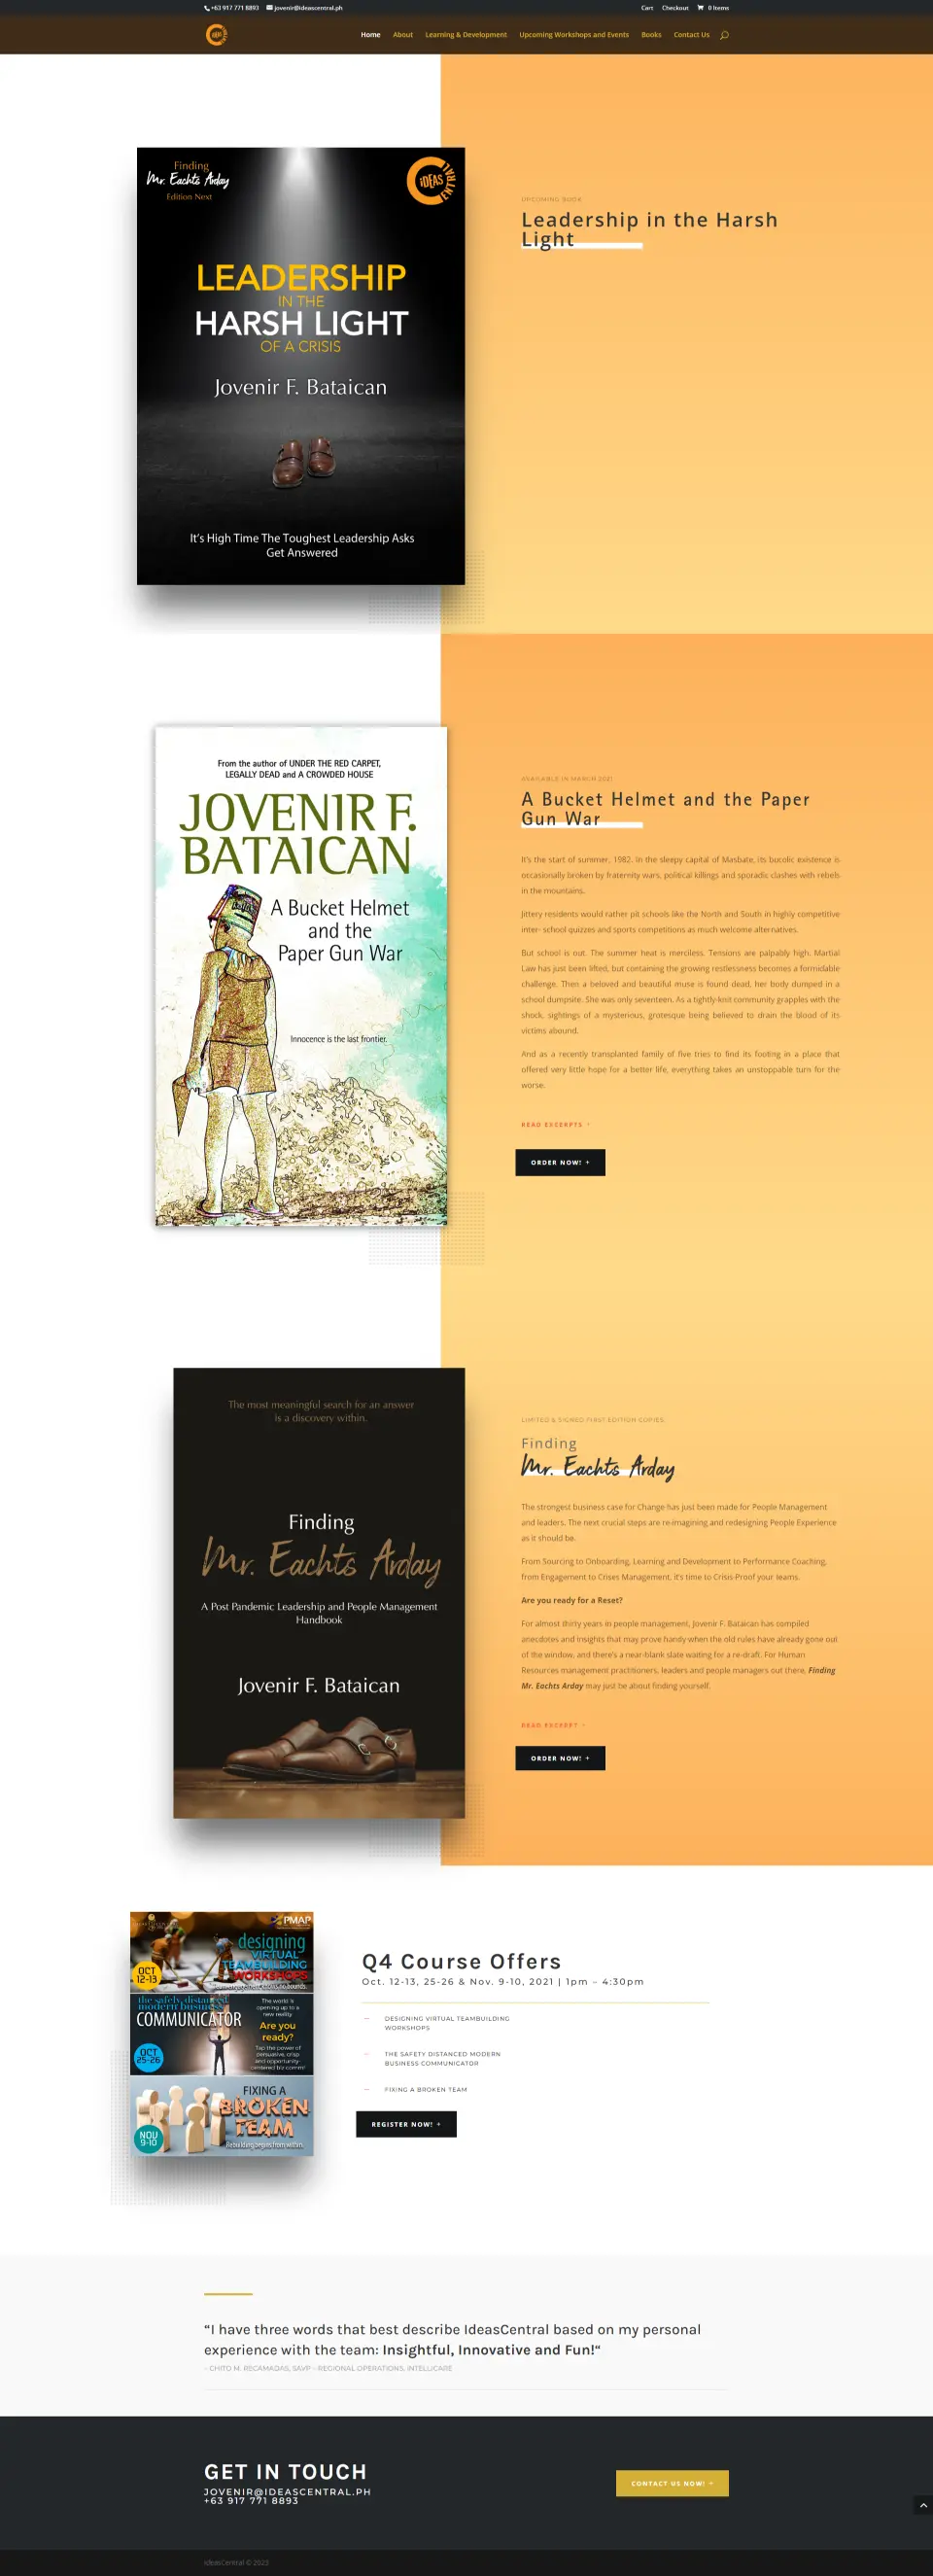 +63 917 771 8893 jovenir@ideascentral.ph
Cart Checkout 0 Items
iDEAS
Home About Learning & Development Upcoming Workshops and Events Books Contact Us
Finding
Mr. Eachts Arday
Edition Next
iDEAS CENTRAL
LEADERSHIP
IN THE
HARSH LIGHT
OF A CRISIS
Jovenir F. Bataican
It's High Time The Toughest Leadership Asks
Get Answered
UPCOMING BOOK
Leadership in the Harsh
Light
From the author of UNDER THE RED CARPET,
LEGALLY DEAD and A CROWDED HOUSE
JOVENIR F.
BATAICAN
A Bucket Helmet
and the
Paper Gun War
Innocence is the last frontier.
AVAILABLE IN MARCH 2021
A Bucket Helmet and the Paper
Gun War
It's the start of summer, 1982. In the sleepy capital of Masbate, its bucolic existence is
occasionally broken by fraternity wars, political killings and sporadic clashes with rebels
in the mountains.
Jittery residents would rather pit schools like the North and South in highly competitive
inter- school quizzes and sports competitions as much welcome alternatives.
But school is out. The summer heat is merciless. Tensions are palpably high. Martial
Law has just been lifted, but containing the growing restlessness becomes a formidable
challenge. Then a beloved and beautiful muse is found dead, her body dumped in a
school dumpsite. She was only seventeen. As a tightly-knit community grapples with the
shock, sightings of a mysterious, grotesque being believed to drain the blood of its
victims abound.
And as a recently transplanted family of five tries to find its footing in a place that
offered very little hope for a better life, everything takes an unstoppable turn for the
worse.
READ EXCERPTS
ORDER NOW!
The most meaningful search for an answer
is a discovery within.
Finding
Mr. Eachts Arday
A Post Pandemic Leadership and People Management
Handbook
Jovenir F. Bataican
LIMITED & SIGNED FIRST EDITION COPIES
Finding
Mr. Eachts Arday
The strongest business case for Change has just been made for People Management
and leaders. The next crucial steps are re-imagining and redesigning People Experience
as it should be.
From Sourcing to Onboarding, Learning and Development to Performance Coaching,
from Engagement to Crises Management, it's time to Crisis-Proof your teams.
Are you ready for a Reset?
For almost thirty years in people management, Jovenir F. Bataican has compiled
anecdotes and insights that may prove handy when the old rules have already gone out
of the window, and there's a near-blank slate waiting for a re-draft. For Human
Resources management practitioners, leaders and people managers out there, Finding
Mr. Eachts Arday may just be about finding yourself.
READ EXCERPT
ORDER NOW!
PMAP
designing
VIRTUAL
TEAMBUILDING
WORKSHOPS
OCT
12-13
the safely distanced
modern business
COMMUNICATOR
The world is
opening up to a
new reality
Are you
ready?
Tap the power of
persuasive, crisp
and opportunity-
centered biz comms!
OCT
25-26
FIXING A
BROKEN
TEAM
Rebuilding begins from within.
NOV
9-10
Q4 Course Offers
Oct. 12-13, 25-26 & Nov. 9-10, 2021 | 1pm – 4:30pm
DESIGNING VIRTUAL TEAMBUILDING
WORKSHOPS
THE SAFETY DISTANCED MODERN
BUSINESS COMMUNICATOR
FIXING A BROKEN TEAM
REGISTER NOW!
“I have three words that best describe IdeasCentral based on my personal
experience with the team: Insightful, Innovative and Fun!“
– CHITO M. RECAMADAS, SAVP – REGIONAL OPERATIONS, INTELLICARE
GET IN TOUCH
JOVENIR@IDEASCENTRAL.PH
+63 917 771 8893
CONTACT US NOW!
IdeasCentral © 2022